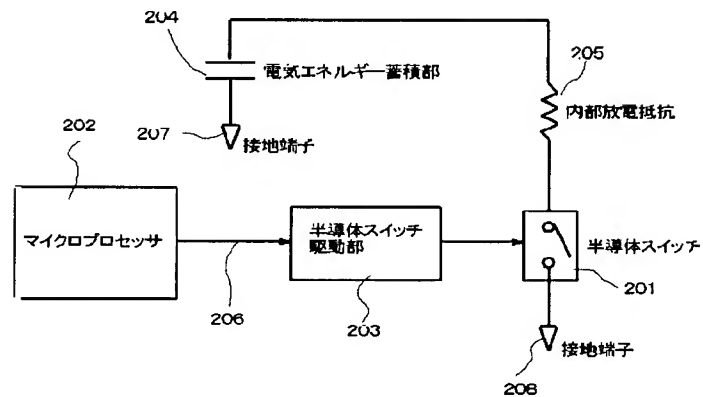 204
電気エネルギー蓄積部
205
内部放電抵抗
207
接地端子
202
マイクロプロセッサ
206
半導体スイッチ
駆動部
203
半導体スイッチ
201
接地端子
208